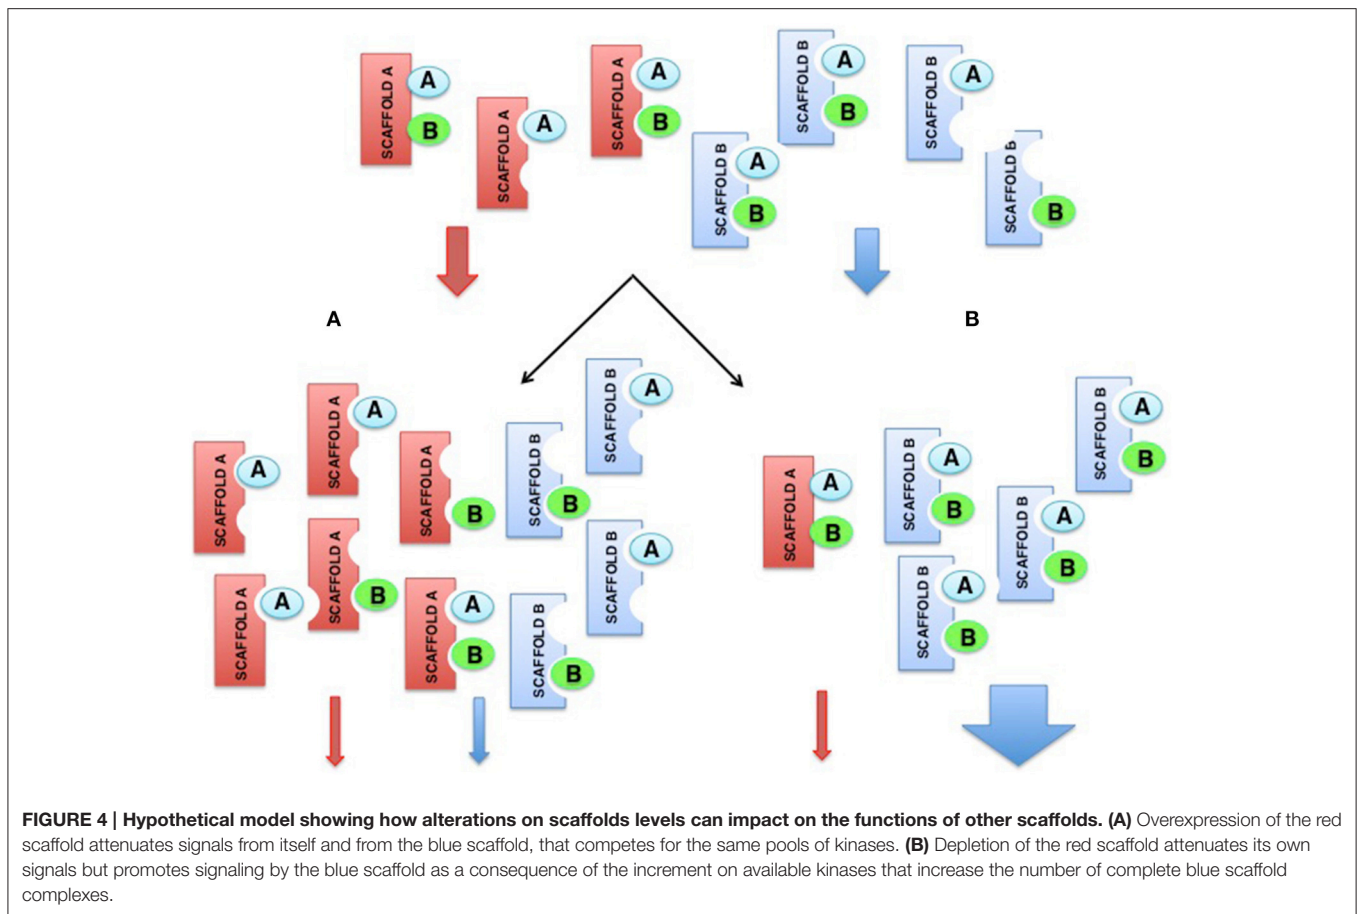 SCAFFOLD A
A
B
SCAFFOLD A
A
SCAFFOLD A
A
B
SCAFFOLD B
A
B
SCAFFOLD B
A
B
SCAFFOLD B
A
SCAFFOLD B
B
A
B
SCAFFOLD A
A
SCAFFOLD A
A
SCAFFOLD A
B
SCAFFOLD B
B
SCAFFOLD B
A
SCAFFOLD A
A
SCAFFOLD A
B
SCAFFOLD A
A
B
SCAFFOLD B
B
SCAFFOLD B
A
SCAFFOLD A
A
B
SCAFFOLD B
A
B
SCAFFOLD B
A
B
SCAFFOLD B
A
B
SCAFFOLD B
A
B
FIGURE 4 | Hypothetical model showing how alterations on scaffolds levels can impact on the functions of other scaffolds. (A) Overexpression of the red
scaffold attenuates signals from itself and from the blue scaffold, that competes for the same pools of kinases. (B) Depletion of the red scaffold attenuates its own
signals but promotes signaling by the blue scaffold as a consequence of the increment on available kinases that increase the number of complete blue scaffold
complexes.